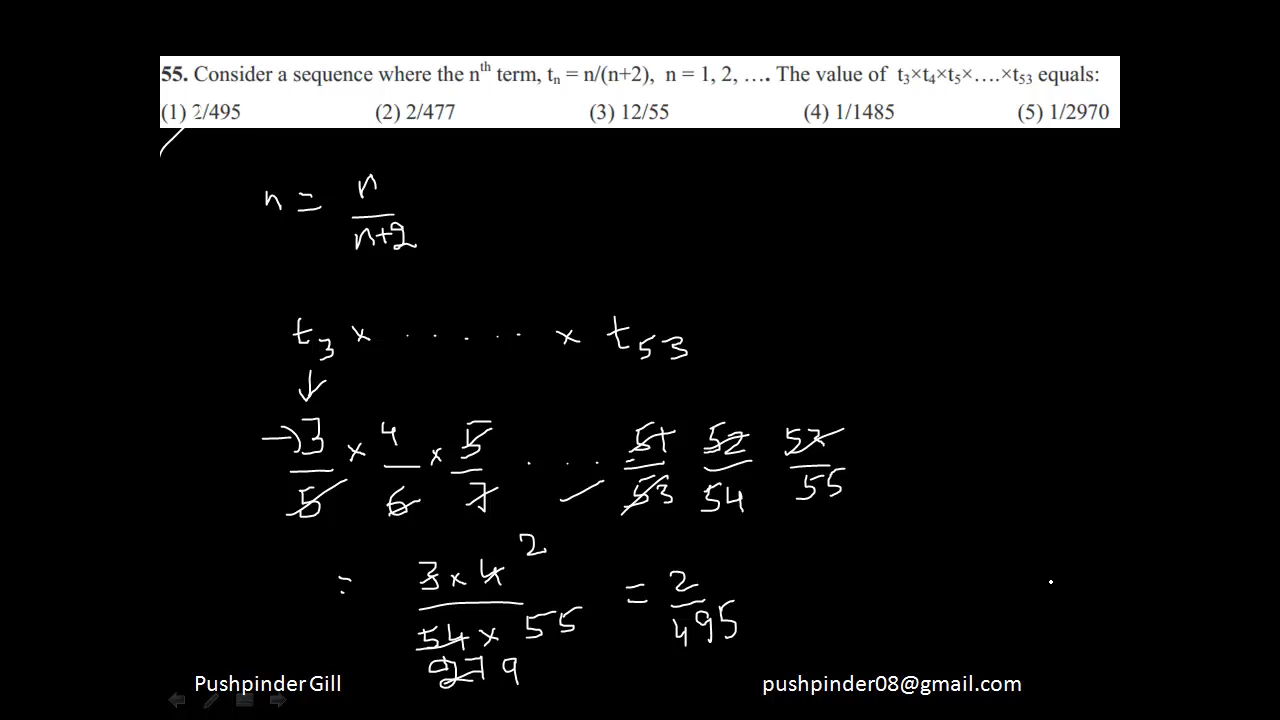 55. Consider a sequence where the nth term, tn = n/(n+2), n = 1, 2, …. The value of t3×t4×t5×….×t53 equals:
(1) 2/495 (2) 2/477 (3) 12/55 (4) 1/1485 (5) 1/2970
n = n/n+2
t3 × . . . . . . × t53
3/5 × 4/6 × 5/7 . . . 51/53 52/54 53/55
= 3 × 4 2 / 54 × 55 27 9 = 2/495
Pushpinder Gill
pushpinder08@gmail.com